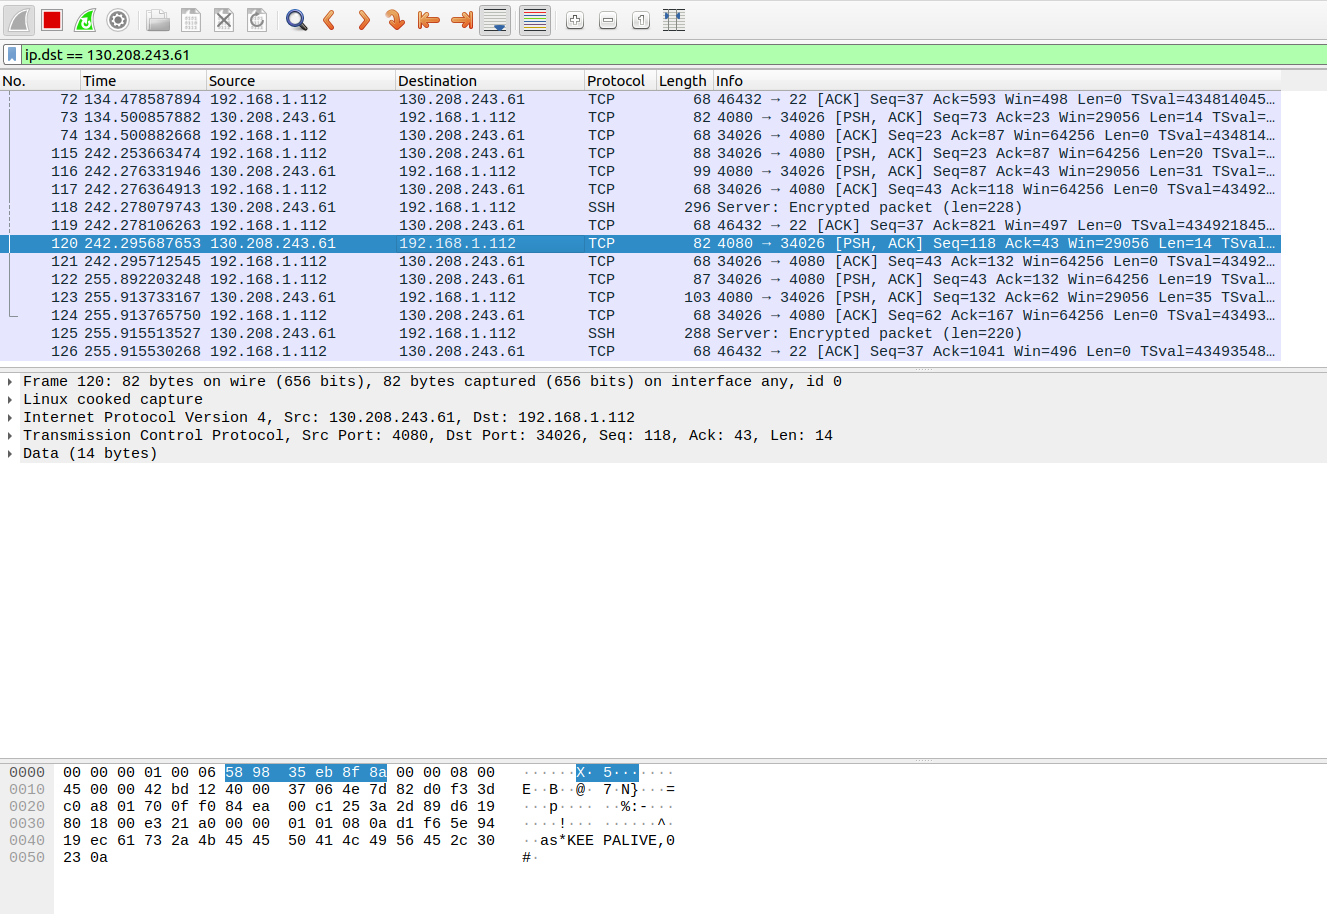 ip.dst == 130.208.243.61
No. Time Source Destination Protocol Length Info
72 134.478587894 192.168.1.112 130.208.243.61 TCP 68 46432 → 22 [ACK] Seq=37 Ack=593 Win=498 Len=0 TSval=434814045…
73 134.500857882 130.208.243.61 192.168.1.112 TCP 82 4080 → 34026 [PSH, ACK] Seq=73 Ack=23 Win=29056 Len=14 TSval=…
74 134.500882668 192.168.1.112 130.208.243.61 TCP 68 34026 → 4080 [ACK] Seq=23 Ack=87 Win=64256 Len=0 TSval=434814…
115 242.253663474 192.168.1.112 130.208.243.61 TCP 88 34026 → 4080 [PSH, ACK] Seq=23 Ack=87 Win=64256 Len=20 TSval=…
116 242.276331946 130.208.243.61 192.168.1.112 TCP 99 4080 → 34026 [PSH, ACK] Seq=87 Ack=43 Win=29056 Len=31 TSval=…
117 242.276364913 192.168.1.112 130.208.243.61 TCP 68 34026 → 4080 [ACK] Seq=43 Ack=118 Win=64256 Len=0 TSval=43492…
118 242.278079743 130.208.243.61 192.168.1.112 SSH 296 Server: Encrypted packet (len=228)
119 242.278106263 192.168.1.112 130.208.243.61 TCP 68 46432 → 22 [ACK] Seq=37 Ack=821 Win=497 Len=0 TSval=434921845…
120 242.295687653 130.208.243.61 192.168.1.112 TCP 82 4080 → 34026 [PSH, ACK] Seq=118 Ack=43 Win=29056 Len=14 TSval…
121 242.295712545 192.168.1.112 130.208.243.61 TCP 68 34026 → 4080 [ACK] Seq=43 Ack=132 Win=64256 Len=0 TSval=43492…
122 255.892203248 192.168.1.112 130.208.243.61 TCP 87 34026 → 4080 [PSH, ACK] Seq=43 Ack=132 Win=64256 Len=19 TSval…
123 255.913733167 130.208.243.61 192.168.1.112 TCP 103 4080 → 34026 [PSH, ACK] Seq=132 Ack=62 Win=29056 Len=35 TSval…
124 255.913765750 192.168.1.112 130.208.243.61 TCP 68 34026 → 4080 [ACK] Seq=62 Ack=167 Win=64256 Len=0 TSval=43493…
125 255.915513527 130.208.243.61 192.168.1.112 SSH 288 Server: Encrypted packet (len=220)
126 255.915530268 192.168.1.112 130.208.243.61 TCP 68 46432 → 22 [ACK] Seq=37 Ack=1041 Win=496 Len=0 TSval=43493548…
Frame 120: 82 bytes on wire (656 bits), 82 bytes captured (656 bits) on interface any, id 0
Linux cooked capture
Internet Protocol Version 4, Src: 130.208.243.61, Dst: 192.168.1.112
Transmission Control Protocol, Src Port: 4080, Dst Port: 34026, Seq: 118, Ack: 43, Len: 14
Data (14 bytes)
0000 00 00 00 01 00 06 58 98 35 eb 8f 8a 00 00 08 00 ······X· 5·······
0010 45 00 00 42 bd 12 40 00 37 06 4e 7d 82 d0 f3 3d E··B··@· 7·N}···=
0020 c0 a8 01 70 0f f0 84 ea 00 c1 25 3a 2d 89 d6 19 ···p···· ··%:-···
0030 80 18 00 e3 21 a0 00 00 01 01 08 0a d1 f6 5e 94 ····!··· ······^·
0040 19 ec 61 73 2a 4b 45 45 50 41 4c 49 56 45 2c 30 ··as*KEE PALIVE,0
0050 23 0a #·